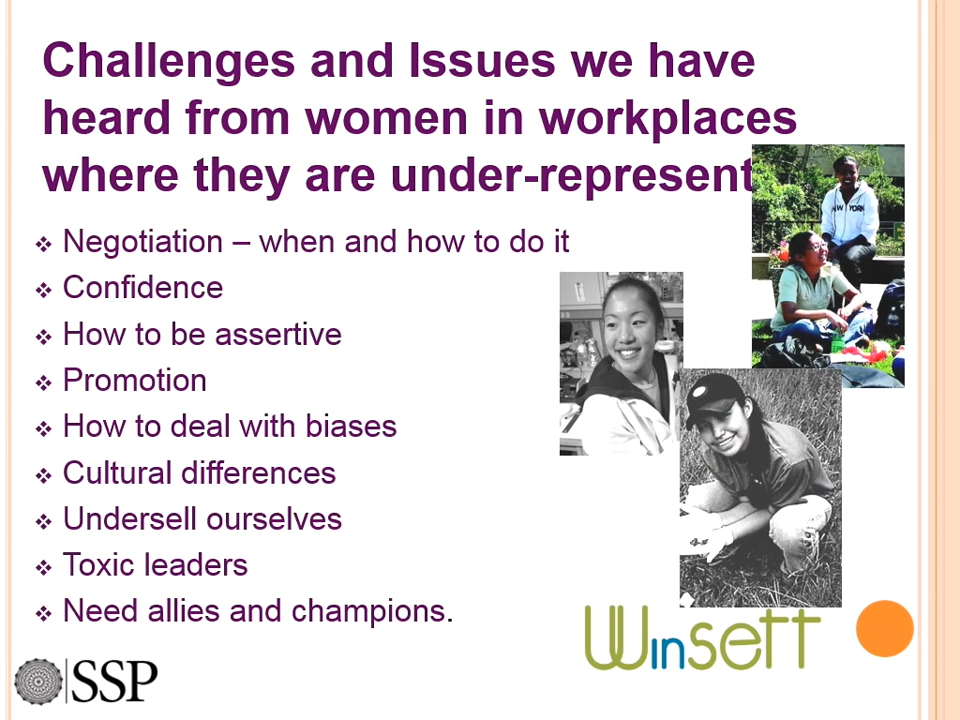 Challenges and Issues we have
heard from women in workplaces
where they are under-represent
Negotiation – when and how to do it
Confidence
How to be assertive
Promotion
How to deal with biases
Cultural differences
Undersell ourselves
Toxic leaders
Need allies and champions.
NEW YORK
WinSETT
SSP